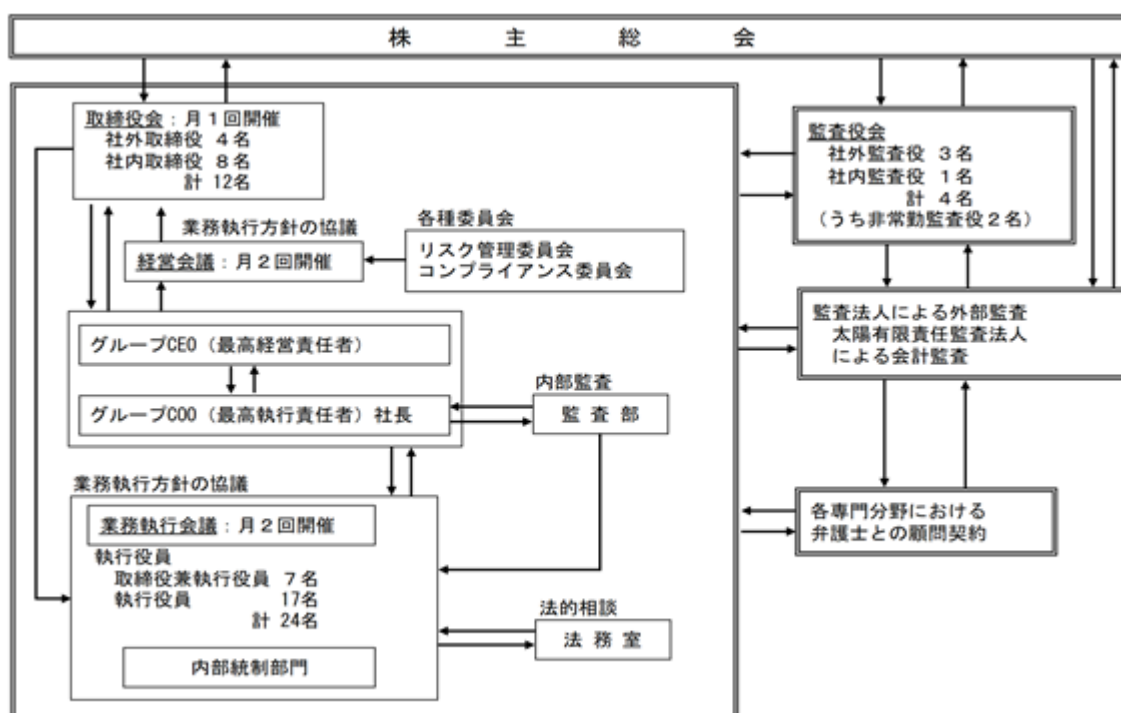 株主総会
取締役会：月１回開催
社外取締役 ４名
社内取締役 ８名
計 12名
業務執行方針の協議
経営会議：月２回開催
各種委員会
リスク管理委員会
コンプライアンス委員会
グループCEO（最高経営責任者）
グループCOO（最高執行責任者）社長
内部監査
監査部
業務執行方針の協議
業務執行会議：月２回開催
執行役員
取締役兼執行役員 ７名
執行役員 17名
計 24名
内部統制部門
法的相談
法務室
監査役会
社外監査役 ３名
社内監査役 １名
計 ４名
（うち非常勤監査役２名）
監査法人による外部監査
太陽有限責任監査法人
による会計監査
各専門分野における
弁護士との顧問契約